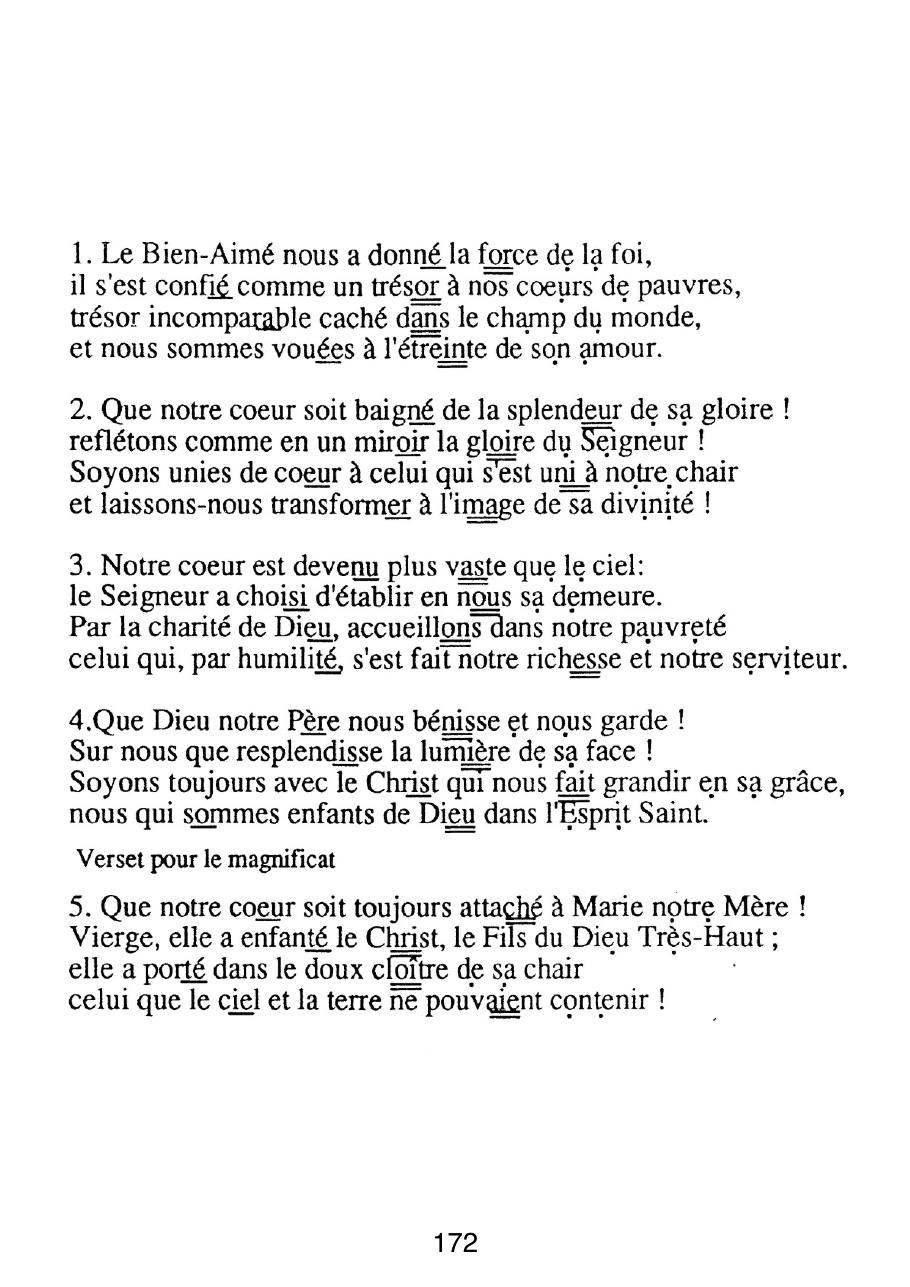 1. Le Bien-Aimé nous a donné la force de la foi,
il s'est confié comme un trésor à nos coeurs de pauvres,
trésor incomparable caché dans le champ du monde,
et nous sommes vouées à l'étreinte de son amour.
2. Que notre coeur soit baigné de la splendeur de sa gloire !
reflétons comme en un miroir la gloire du Seigneur !
Soyons unies de coeur à celui qui s'est uni à notre chair
et laissons-nous transformer à l'image de sa divinité !
3. Notre coeur est devenu plus vaste que le ciel:
le Seigneur a choisi d'établir en nous sa demeure.
Par la charité de Dieu, accueillons dans notre pauvreté
celui qui, par humilité, s'est fait notre richesse et notre serviteur.
4.Que Dieu notre Père nous bénisse et nous garde !
Sur nous que resplendisse la lumière de sa face !
Soyons toujours avec le Christ qui nous fait grandir en sa grâce,
nous qui sommes enfants de Dieu dans l'Esprit Saint.
Verset pour le magnificat
5. Que notre coeur soit toujours attaché à Marie notre Mère !
Vierge, elle a enfanté le Christ, le Fils du Dieu Très-Haut ;
elle a porté dans le doux cloître de sa chair
celui que le ciel et la terre ne pouvaient contenir !
172